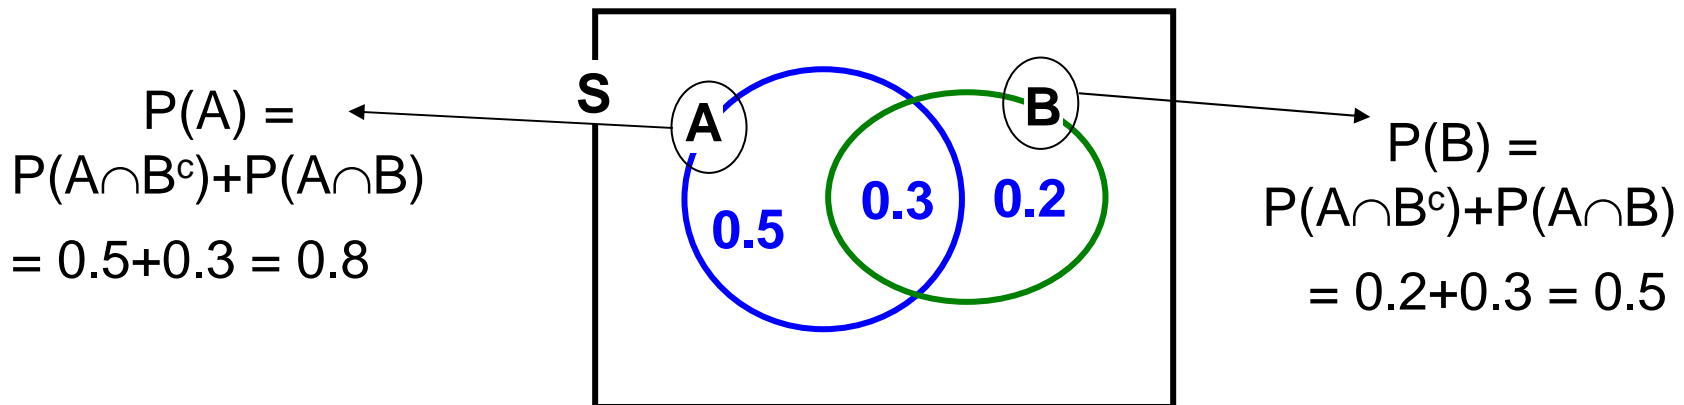 P(A) =
P(A∩Bᶜ)+P(A∩B)
= 0.5+0.3 = 0.8
S
A
B
0.5
0.3
0.2
P(B) =
P(A∩Bᶜ)+P(A∩B)
= 0.2+0.3 = 0.5